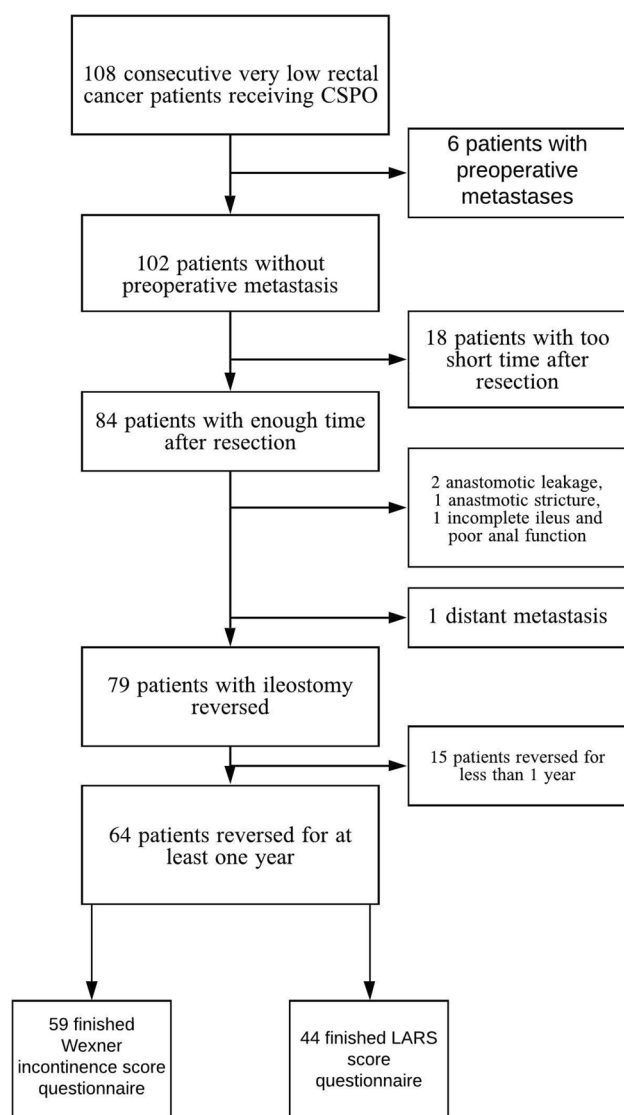 108 consecutive very low rectal
cancer patients receiving CSPO
6 patients with
preoperative
metastases
102 patients without
preoperative metastasis
18 patients with too
short time after
resection
84 patients with enough time
after resection
2 anastomotic leakage,
1 anastmotic stricture,
1 incomplete ileus and
poor anal function
1 distant metastasis
79 patients with ileostomy
reversed
15 patients reversed for
less than 1 year
64 patients reversed for at
least one year
59 finished
Wexner
incontinence score
questionnaire
44 finished LARS
score
questionnaire